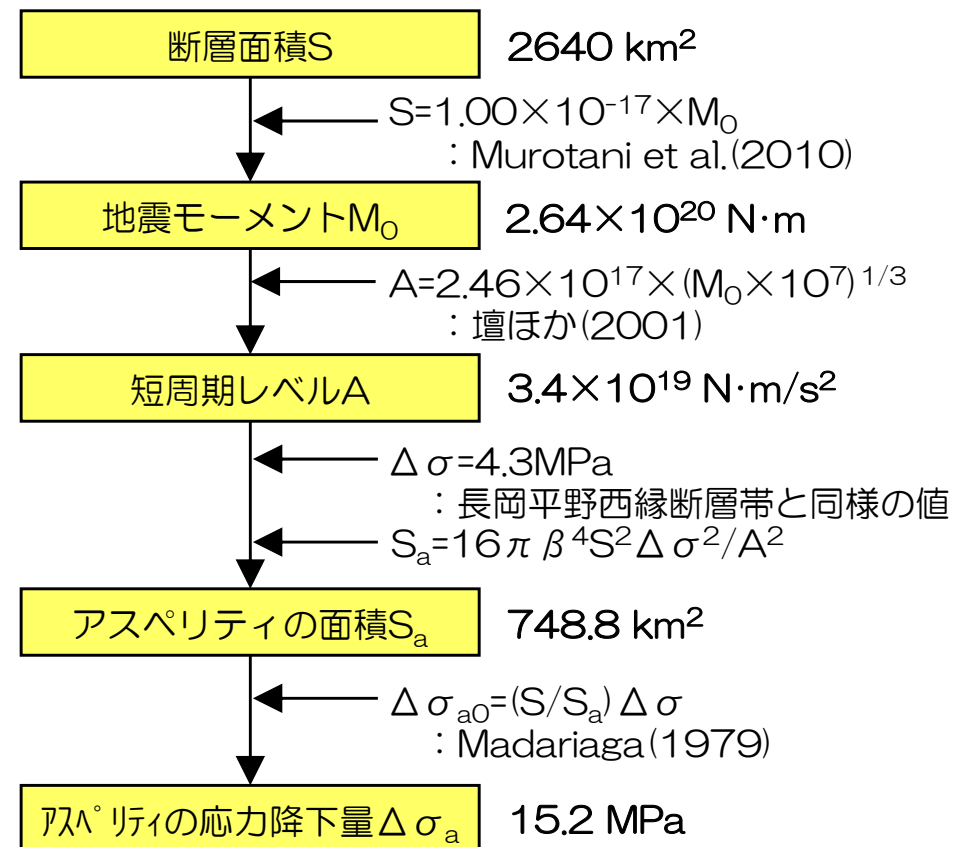 断層面積S 2640 km²
S=1.00×10⁻¹⁷×M₀
：Murotani et al.(2010)
地震モーメントM₀ 2.64×10²⁰ N·m
A=2.46×10¹⁷×(M₀×10⁷)¹/³
：壇ほか(2001)
短周期レベルA 3.4×10¹⁹ N·m/s²
Δσ=4.3MPa
：長岡平野西縁断層帯と同様の値
Sₐ=16πβ⁴S²Δσ²/A²
アスペリティの面積Sₐ 748.8 km²
Δσₐ₀=(S/Sₐ)Δσ
：Madariaga(1979)
ｱｽﾍﾟﾘﾃｨの応力降下量Δσₐ 15.2 MPa